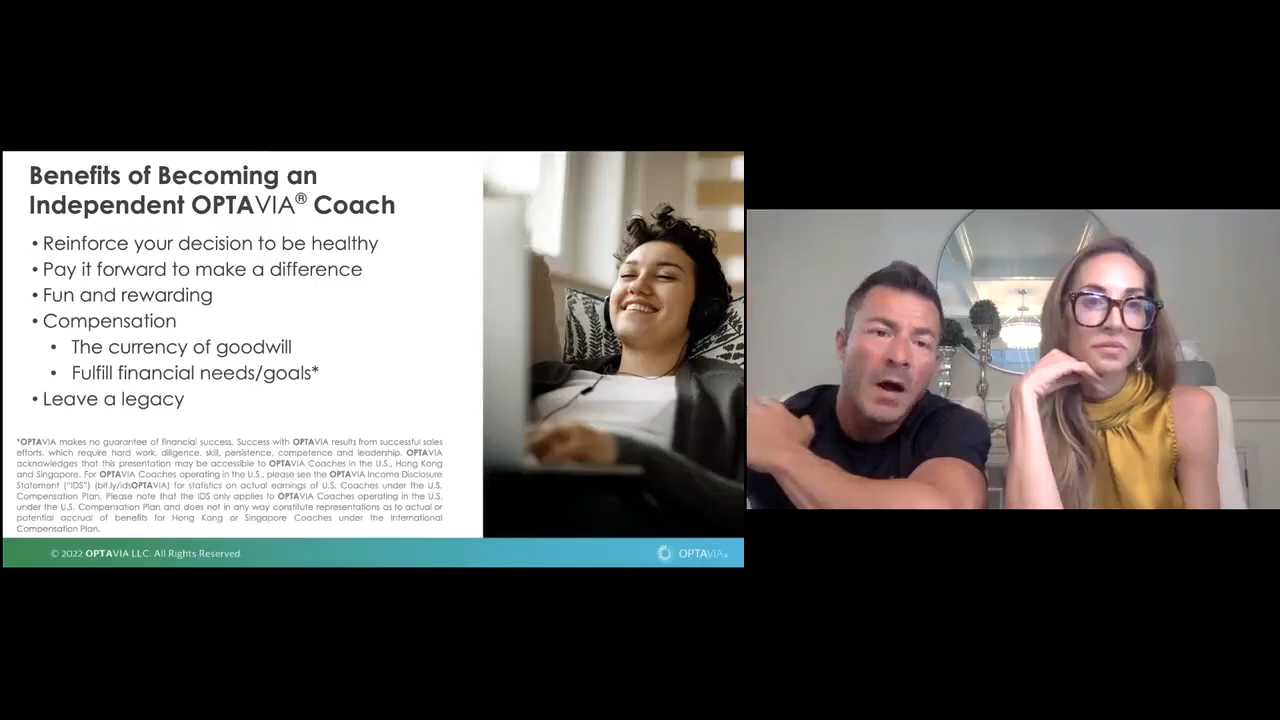 Benefits of Becoming an
Independent OPTAVIA® Coach
• Reinforce your decision to be healthy
• Pay it forward to make a difference
• Fun and rewarding
• Compensation
• The currency of goodwill
• Fulfill financial needs/goals*
• Leave a legacy
*OPTAVIA makes no guarantee of financial success. Success with OPTAVIA results from successful sales
efforts, which require hard work, diligence, skill, persistence, competence and leadership. OPTAVIA
acknowledges that this presentation may be accessible to OPTAVIA Coaches in the U.S., Hong Kong
and Singapore. For OPTAVIA Coaches operating in the U.S., please see the OPTAVIA Income Disclosure
Statement ("IDS") (bit.ly/idsOPTAVIA) for statistics on actual earnings of U.S. Coaches under the U.S.
Compensation Plan. Please note that the IDS only applies to OPTAVIA Coaches operating in the U.S.
under the U.S. Compensation Plan and does not in any way constitute representations as to actual or
potential accrual of benefits for Hong Kong or Singapore Coaches under the International
Compensation Plan.
© 2022 OPTAVIA LLC. All Rights Reserved.
OPTAVIA®